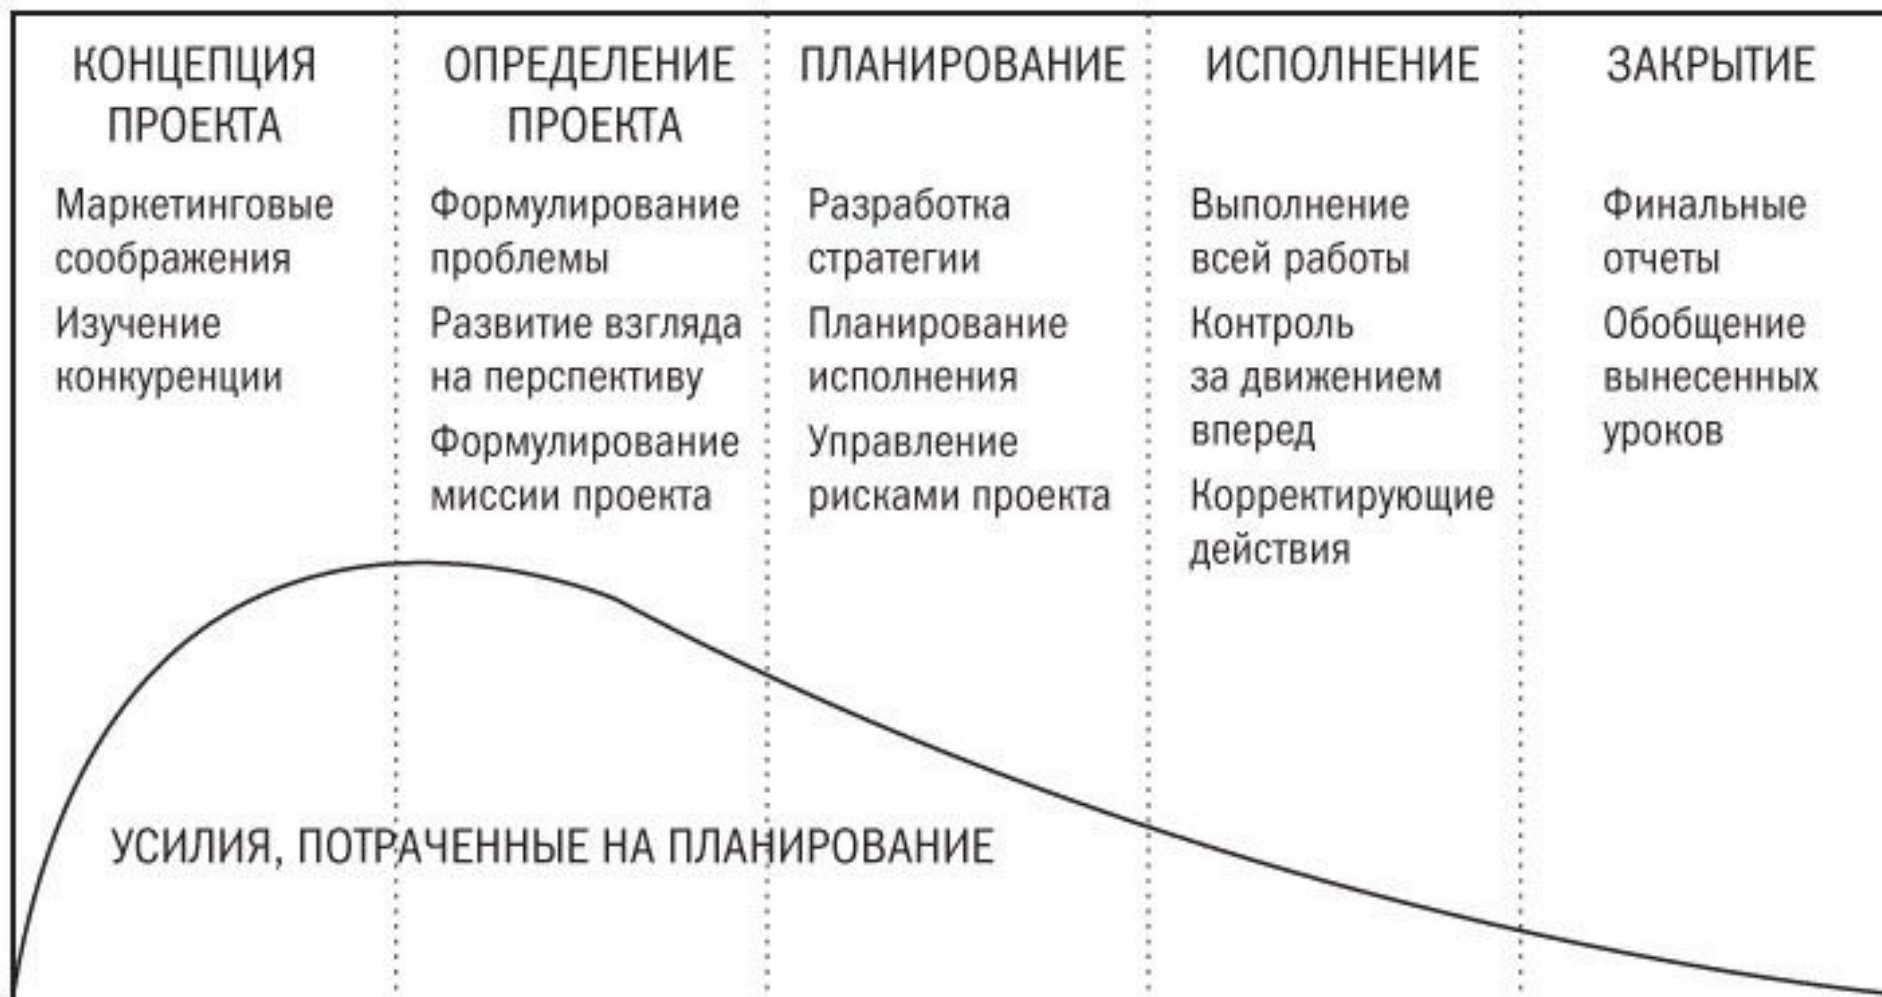 КОНЦЕПЦИЯ
ПРОЕКТА
Маркетинговые
соображения
Изучение
конкуренции
ОПРЕДЕЛЕНИЕ
ПРОЕКТА
Формулирование
проблемы
Развитие взгляда
на перспективу
Формулирование
миссии проекта
ПЛАНИРОВАНИЕ
Разработка
стратегии
Планирование
исполнения
Управление
рисками проекта
ИСПОЛНЕНИЕ
Выполнение
всей работы
Контроль
за движением
вперед
Корректирующие
действия
ЗАКРЫТИЕ
Финальные
отчеты
Обобщение
вынесенных
уроков
УСИЛИЯ, ПОТРАЧЕННЫЕ НА ПЛАНИРОВАНИЕ